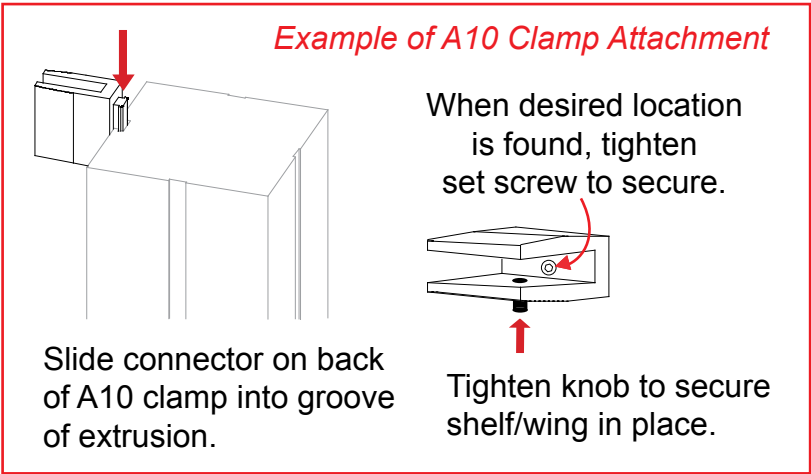 Example of A10 Clamp Attachment
When desired location
is found, tighten
set screw to secure.
Slide connector on back
of A10 clamp into groove
of extrusion.
Tighten knob to secure
shelf/wing in place.